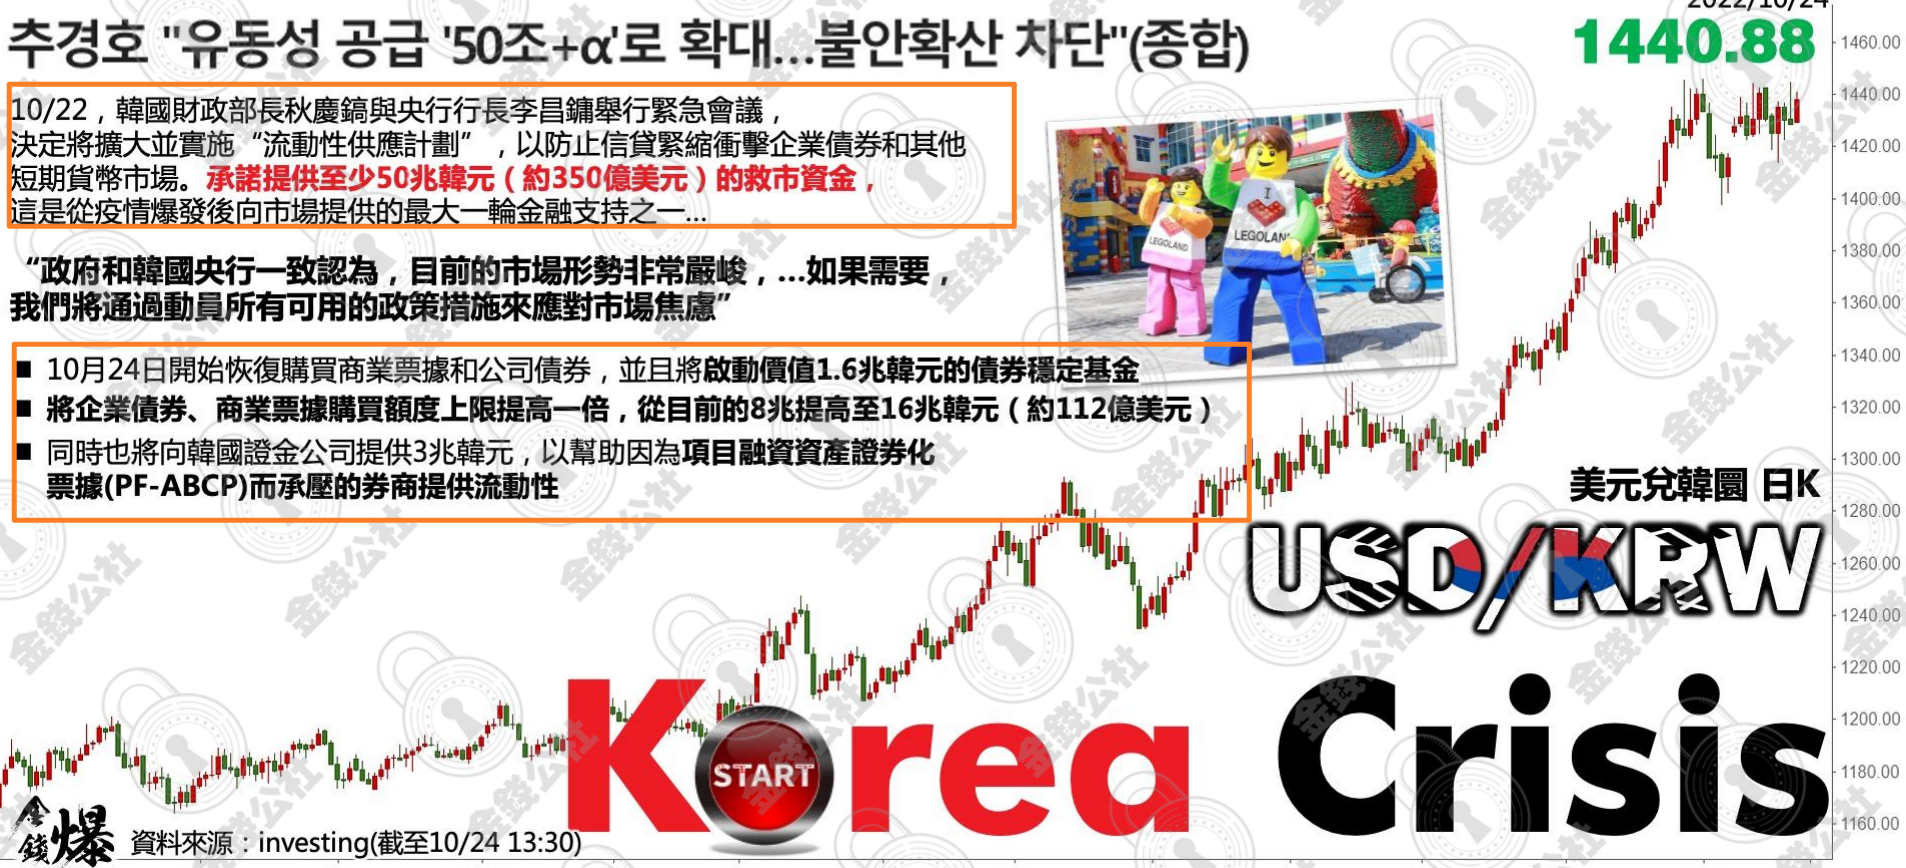 2022/10/24
추경호 "유동성 공급 '50조+α'로 확대...불안확산 차단"(종합)
1440.88
10/22，韓國財政部長秋慶鎬與央行行長李昌鏞舉行緊急會議，
決定將擴大並實施“流動性供應計劃”，以防止信貸緊縮衝擊企業債券和其他
短期貨幣市場。承諾提供至少50兆韓元（約350億美元）的救市資金，
這是從疫情爆發後向市場提供的最大一輪金融支持之一...
“政府和韓國央行一致認為，目前的市場形勢非常嚴峻，...如果需要，
我們將通過動員所有可用的政策措施來應對市場焦慮”
■ 10月24日開始恢復購買商業票據和公司債券，並且將啟動價值1.6兆韓元的債券穩定基金
■ 將企業債券、商業票據購買額度上限提高一倍，從目前的8兆提高至16兆韓元（約112億美元）
■ 同時也將向韓國證金公司提供3兆韓元，以幫助因為項目融資資產證券化
票據(PF-ABCP)而承壓的券商提供流動性
LEGOLAND
I
LEGOLAN
美元兌韓圜 日K
USD/KRW
Korea Crisis
START
1460.00
1440.00
1420.00
1400.00
1380.00
1360.00
1340.00
1320.00
1300.00
1280.00
1260.00
1240.00
1220.00
1200.00
1180.00
1160.00
金錢爆
資料來源：investing(截至10/24 13:30)
金錢公社